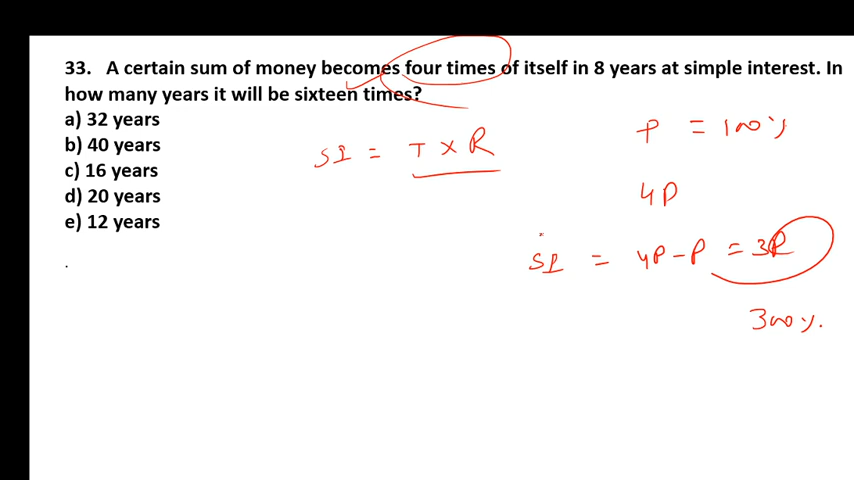 33. A certain sum of money becomes four times of itself in 8 years at simple interest. In
how many years it will be sixteen times?
a) 32 years
b) 40 years
c) 16 years
d) 20 years
e) 12 years
SI = T × R
P = 100%
4P
SI = 4P - P = 3P
300%.